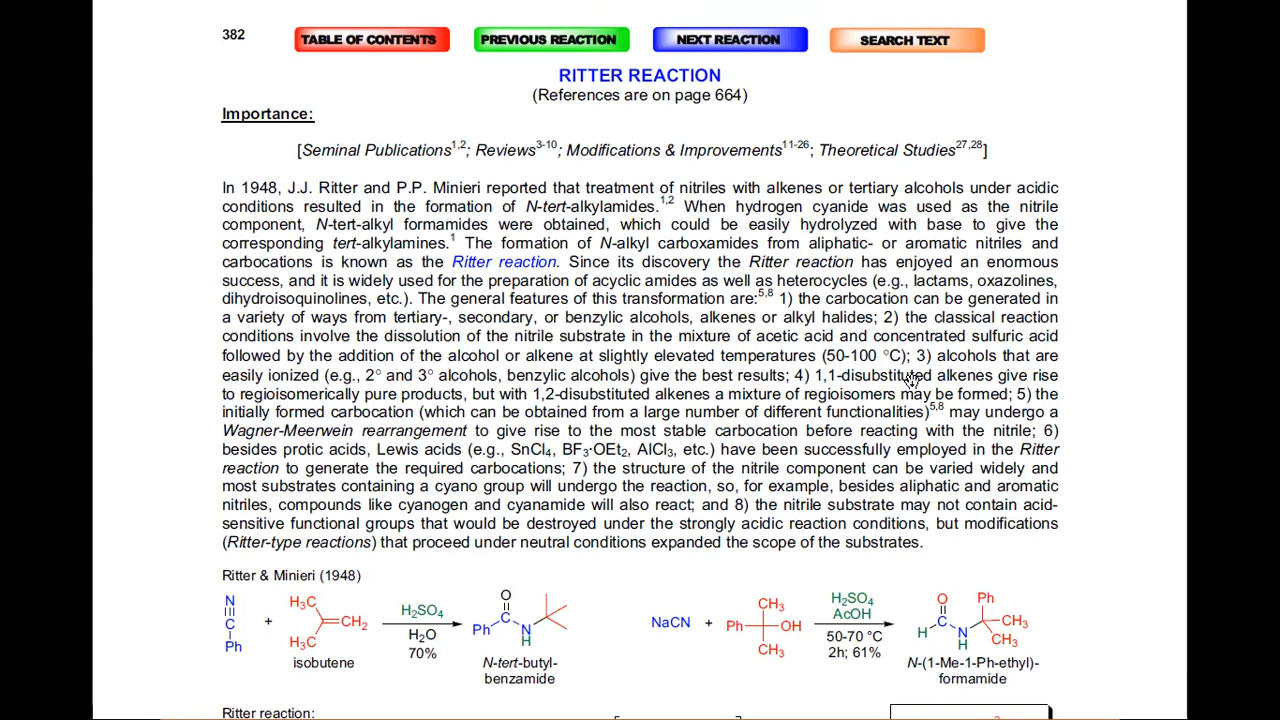 382
TABLE OF CONTENTS
PREVIOUS REACTION
NEXT REACTION
SEARCH TEXT
RITTER REACTION
(References are on page 664)
Importance:
[Seminal Publications1,2; Reviews3-10; Modifications & Improvements11-26; Theoretical Studies27,28]
In 1948, J.J. Ritter and P.P. Minieri reported that treatment of nitriles with alkenes or tertiary alcohols under acidic
conditions resulted in the formation of N-tert-alkylamides.1,2 When hydrogen cyanide was used as the nitrile
component, N-tert-alkyl formamides were obtained, which could be easily hydrolyzed with base to give the
corresponding tert-alkylamines.1 The formation of N-alkyl carboxamides from aliphatic- or aromatic nitriles and
carbocations is known as the Ritter reaction. Since its discovery the Ritter reaction has enjoyed an enormous
success, and it is widely used for the preparation of acyclic amides as well as heterocycles (e.g., lactams, oxazolines,
dihydroisoquinolines, etc.). The general features of this transformation are:5,8 1) the carbocation can be generated in
a variety of ways from tertiary-, secondary, or benzylic alcohols, alkenes or alkyl halides; 2) the classical reaction
conditions involve the dissolution of the nitrile substrate in the mixture of acetic acid and concentrated sulfuric acid
followed by the addition of the alcohol or alkene at slightly elevated temperatures (50-100 °C); 3) alcohols that are
easily ionized (e.g., 2° and 3° alcohols, benzylic alcohols) give the best results; 4) 1,1-disubstituted alkenes give rise
to regioisomerically pure products, but with 1,2-disubstituted alkenes a mixture of regioisomers may be formed; 5) the
initially formed carbocation (which can be obtained from a large number of different functionalities)5,8 may undergo a
Wagner-Meerwein rearrangement to give rise to the most stable carbocation before reacting with the nitrile; 6)
besides protic acids, Lewis acids (e.g., SnCl4, BF3·OEt2, AlCl3, etc.) have been successfully employed in the Ritter
reaction to generate the required carbocations; 7) the structure of the nitrile component can be varied widely and
most substrates containing a cyano group will undergo the reaction, so, for example, besides aliphatic and aromatic
nitriles, compounds like cyanogen and cyanamide will also react; and 8) the nitrile substrate may not contain acid-
sensitive functional groups that would be destroyed under the strongly acidic reaction conditions, but modifications
(Ritter-type reactions) that proceed under neutral conditions expanded the scope of the substrates.
Ritter & Minieri (1948)
N
C
Ph
+
H3C
CH2
H3C
isobutene
H2SO4
H2O
70%
O
C
Ph
N
H
N-tert-butyl-
benzamide
NaCN
+
CH3
Ph
OH
CH3
H2SO4
AcOH
50-70 °C
2h; 61%
O
Ph
C
CH3
H
N
CH3
H
N-(1-Me-1-Ph-ethyl)-
formamide
Ritter reaction: